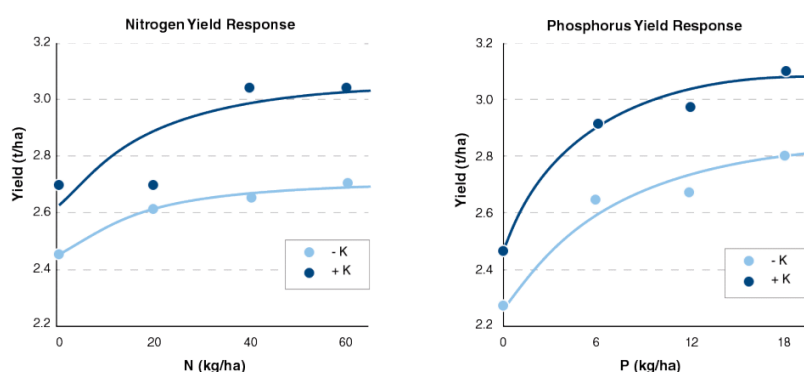 Nitrogen Yield Response
3.2
3.0
2.8
2.6
2.4
2.2
Yield (t/ha)
- K
+ K
0 20 40 60
N (kg/ha)
Phosphorus Yield Response
3.2
3.0
2.8
2.6
2.4
2.2
Yield (t/ha)
- K
+ K
0 6 12 18
P (kg/ha)